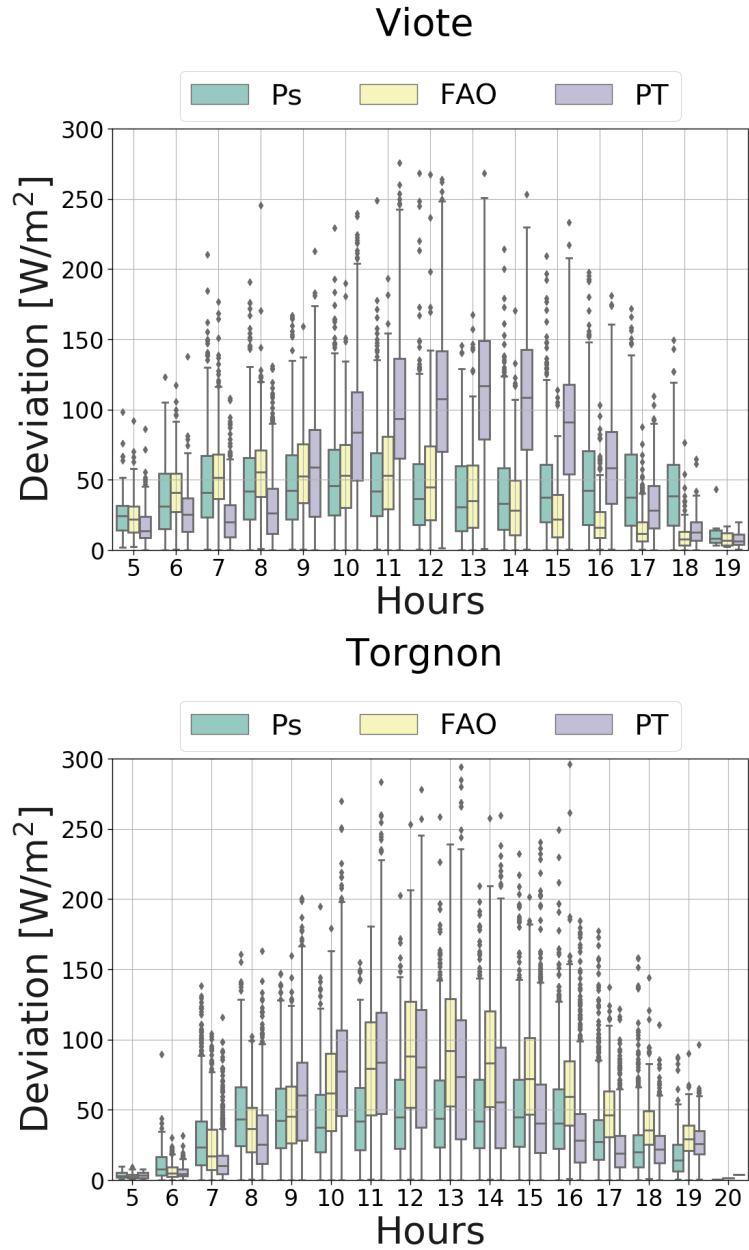 Viote
Ps FAO PT
300
250
200
150
100
50
0
Deviation [W/m²]
5 6 7 8 9 10 11 12 13 14 15 16 17 18 19
Hours
Torgnon
Ps FAO PT
300
250
200
150
100
50
0
Deviation [W/m²]
5 6 7 8 9 10 11 12 13 14 15 16 17 18 19 20
Hours